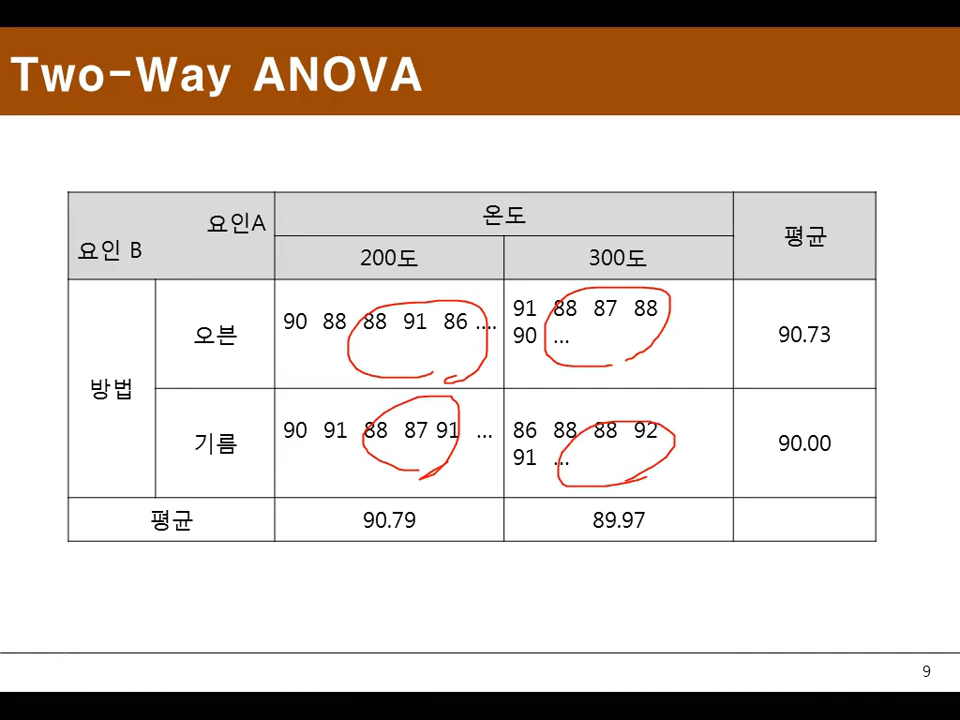 Two-Way ANOVA
요인A
요인 B
온도
평균
200도
300도
방법
오븐
90 88 88 91 86 ....
91 88 87 88
90 ...
90.73
기름
90 91 88 87 91 ...
86 88 88 92
91 ...
90.00
평균
90.79
89.97
9